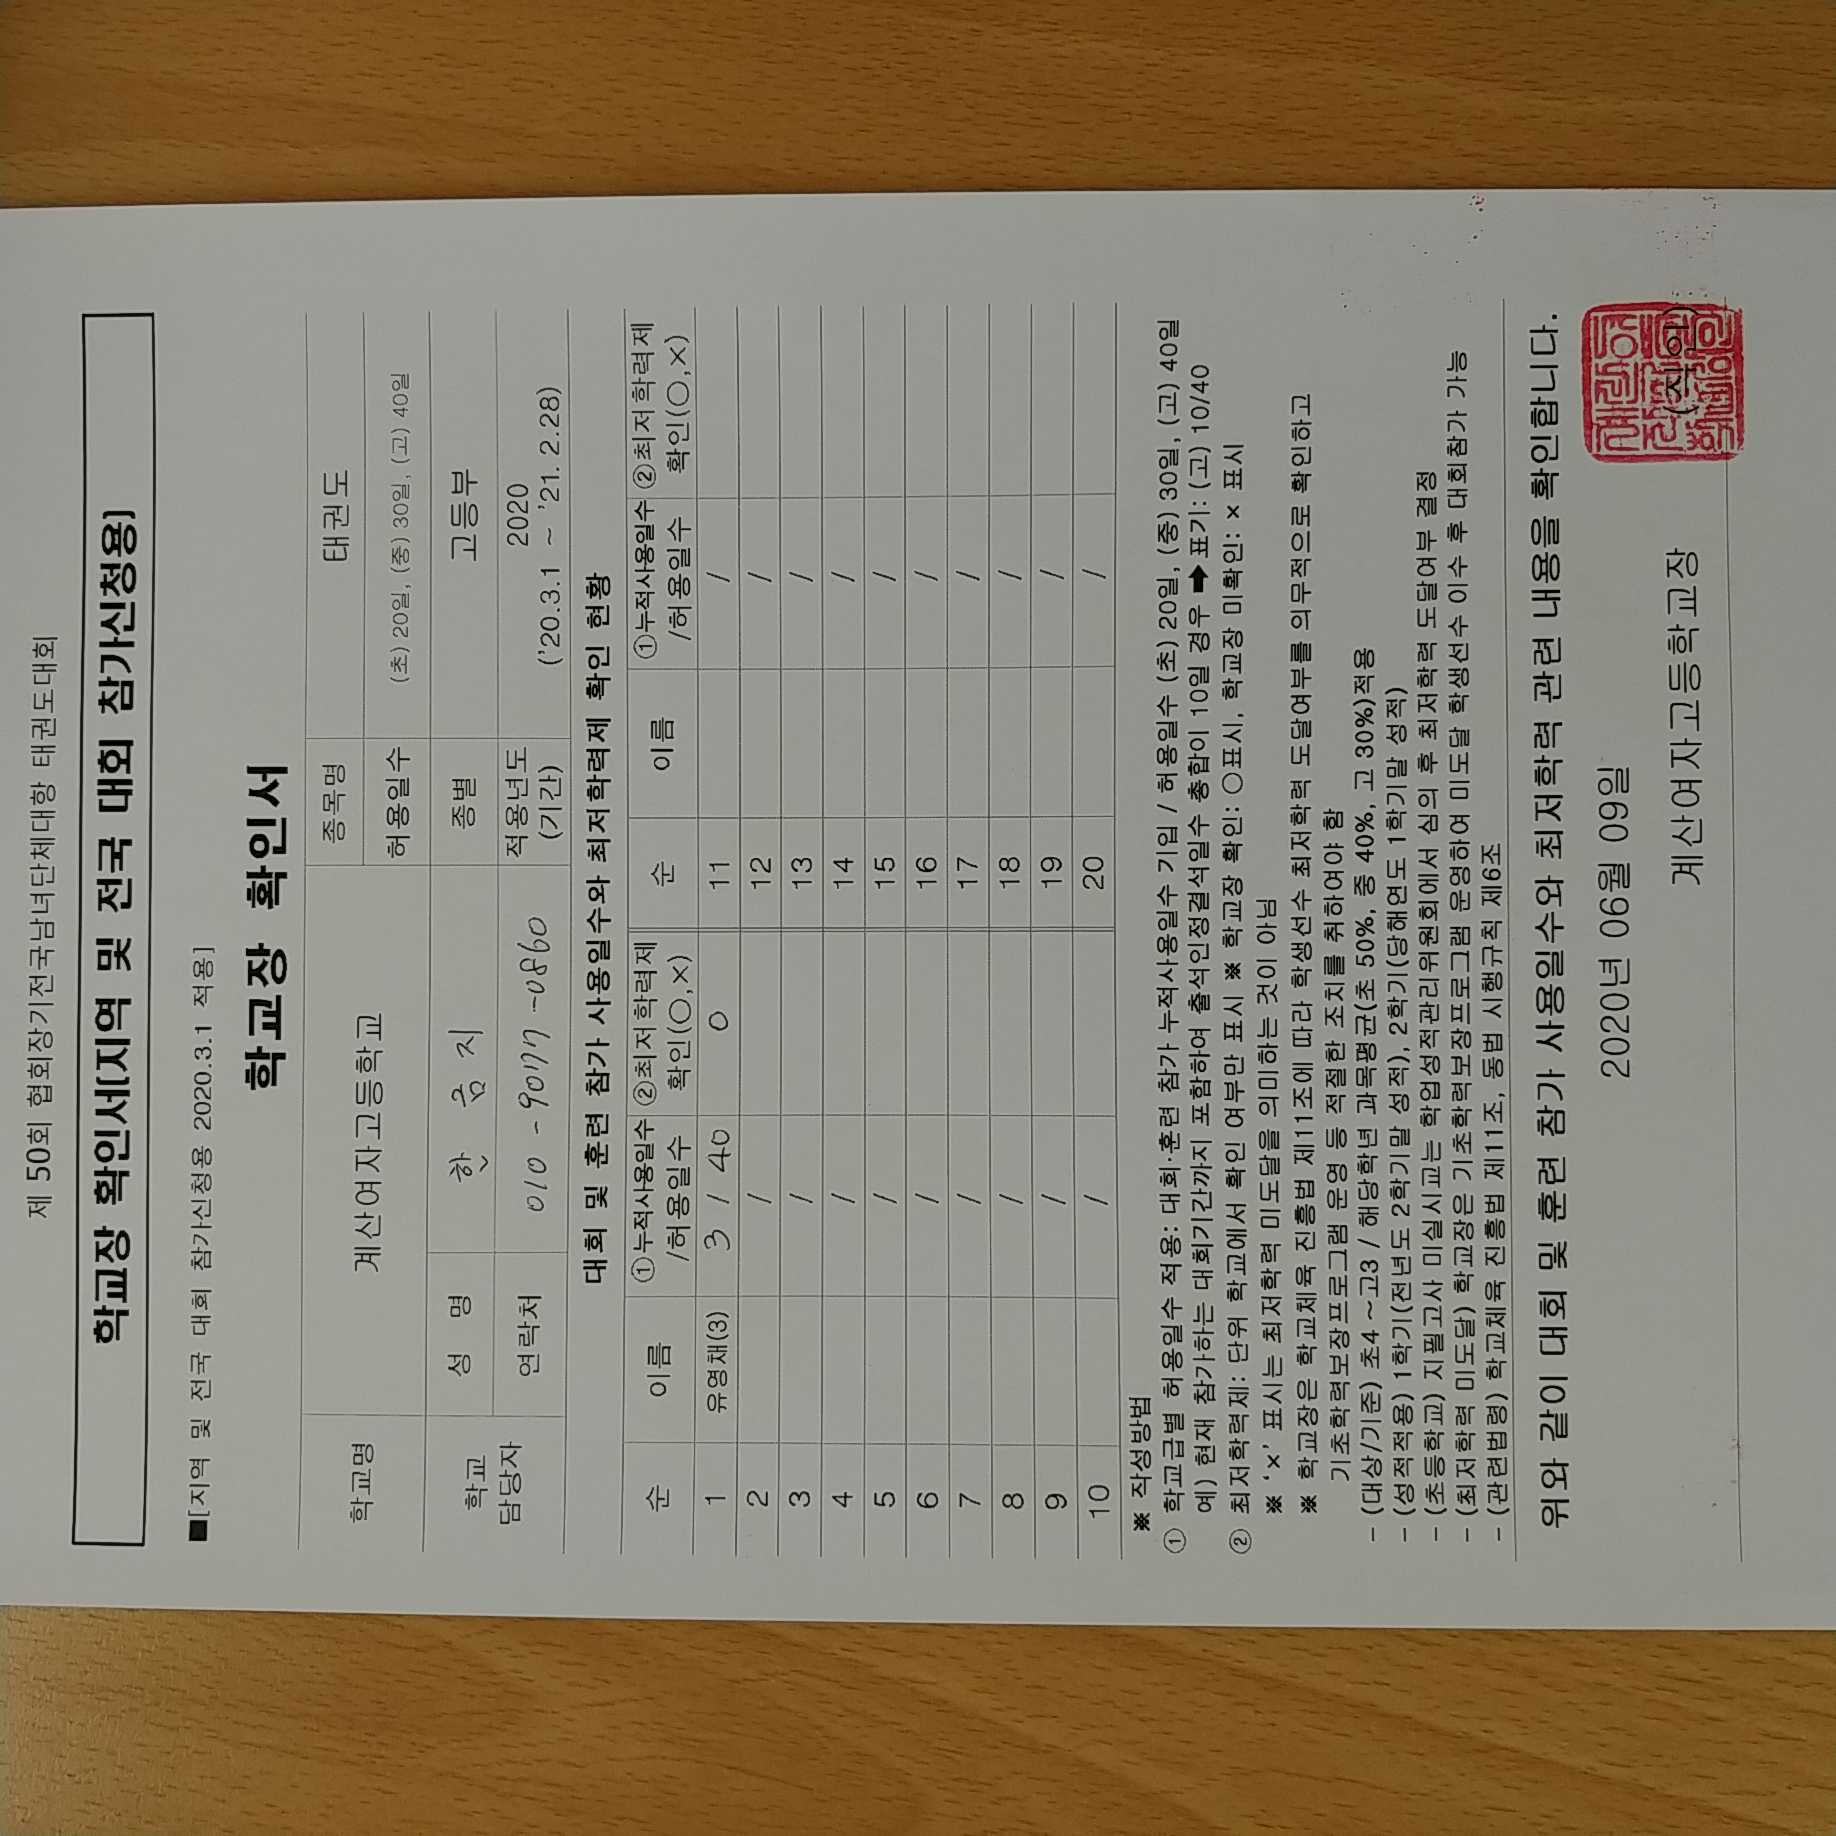 제 50회 협회장기전국남녀단체대항 태권도대회
학교장 확인서[지역 및 전국 대회 참가신청용]
■[지역 및 전국 대회 참가신청용 2020.3.1 적용]
학교장 확인서
학교명 계산여자고등학교 종목명 태권도
허용일수 (초) 20일, (중) 30일, (고) 40일
학교 담당자 성 명 한 금 지 종별 고등부
연락처 010 - 9077 - 0860 적용년도 (기간) 2020 ('20.3.1 ~ '21. 2.28)
대회 및 훈련 참가 사용일수와 최저학력제 확인 현황
순 이름 ①누적사용일수 /허용일수 ②최저학력제 확인(○,×) 순 이름 ①누적사용일수 /허용일수 ②최저학력제 확인(○,×)
1 유영채(3) 3 / 40 ○ 11 /
2 / 12 /
3 / 13 /
4 / 14 /
5 / 15 /
6 / 16 /
7 / 17 /
8 / 18 /
9 / 19 /
10 / 20 /
※ 작성방법
① 학교급별 허용일수 적용: 대회·훈련 참가 누적사용일수 기입 / 허용일수 (초) 20일, (중) 30일, (고) 40일
예) 현재 참가하는 대회기간까지 포함하여 출석인정결석일수 총합이 10일 경우 ➡ 표기: (고) 10/40
② 최저학력제: 단위 학교에서 확인 여부만 표시 ※ 학교장 확인: ○표시, 학교장 미확인: × 표시
※ '×' 표시는 최저학력 미도달을 의미하는 것이 아님
※ 학교장은 학교체육 진흥법 제11조에 따라 학생선수 최저학력 도달여부를 의무적으로 확인하고
기초학력보장프로그램 운영 등 적절한 조치를 취하여야 함
- (대상/기준) 초4 ~ 고3 / 해당학년 과목평균(초 50%, 중 40%, 고 30%)적용
- (성적적용) 1학기(전년도 2학기말 성적), 2학기(당해연도 1학기말 성적)
- (초등학교) 지필고사 미실시교는 학업성적관리위원회에서 심의 후 최저학력 도달여부 결정
- (최저학력 미도달) 학교장은 기초학력보장프로그램 운영하여 미도달 학생선수 이수 후 대회참가 가능
- (관련법령) 학교체육 진흥법 제11조, 동법 시행규칙 제6조
위와 같이 대회 및 훈련 참가 사용일수와 최저학력 관련 내용을 확인합니다.
2020년 06월 09일
계산여자고등학교장 (직인)